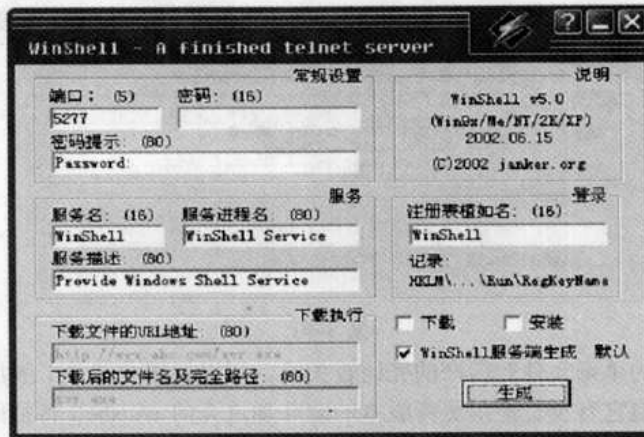 WinShell - A finished telnet server
常规设置
端口: (5) 密码: (16)
5277
密码提示: (80)
Password:
说明
WinShell v5.0
(Win9x/Me/NT/2K/XP)
2002.06.15
(C)2002 janker.org
服务
服务名: (16) 服务进程名: (80)
WinShell WinShell Service
服务描述: (80)
Provide Windows Shell Service
登录
注册表植如名: (16)
WinShell
记录:
HKLM\...\Run\RegKeyName
下载执行
下载文件的URL地址: (80)
下载后的文件名及完全路径: (60)
下载 安装
WinShell服务端生成 默认
生成